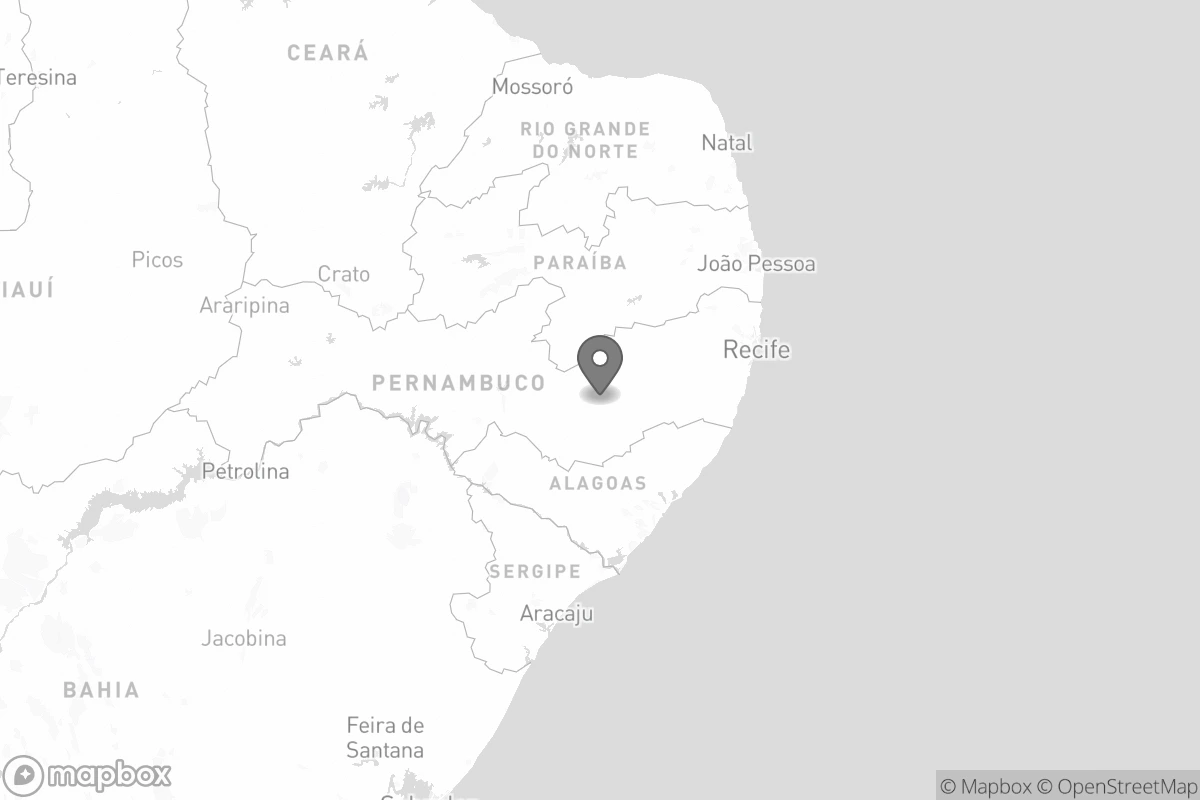 CEARÁ
Teresina
Mossoró
RIO GRANDE
DO NORTE
Natal
Picos
Crato
PARAÍBA
João Pessoa
IAUÍ
Araripina
Recife
PERNAMBUCO
Petrolina
ALAGOAS
SERGIPE
Aracaju
Jacobina
BAHIA
Feira de
Santana
mapbox
© Mapbox © OpenStreetMap